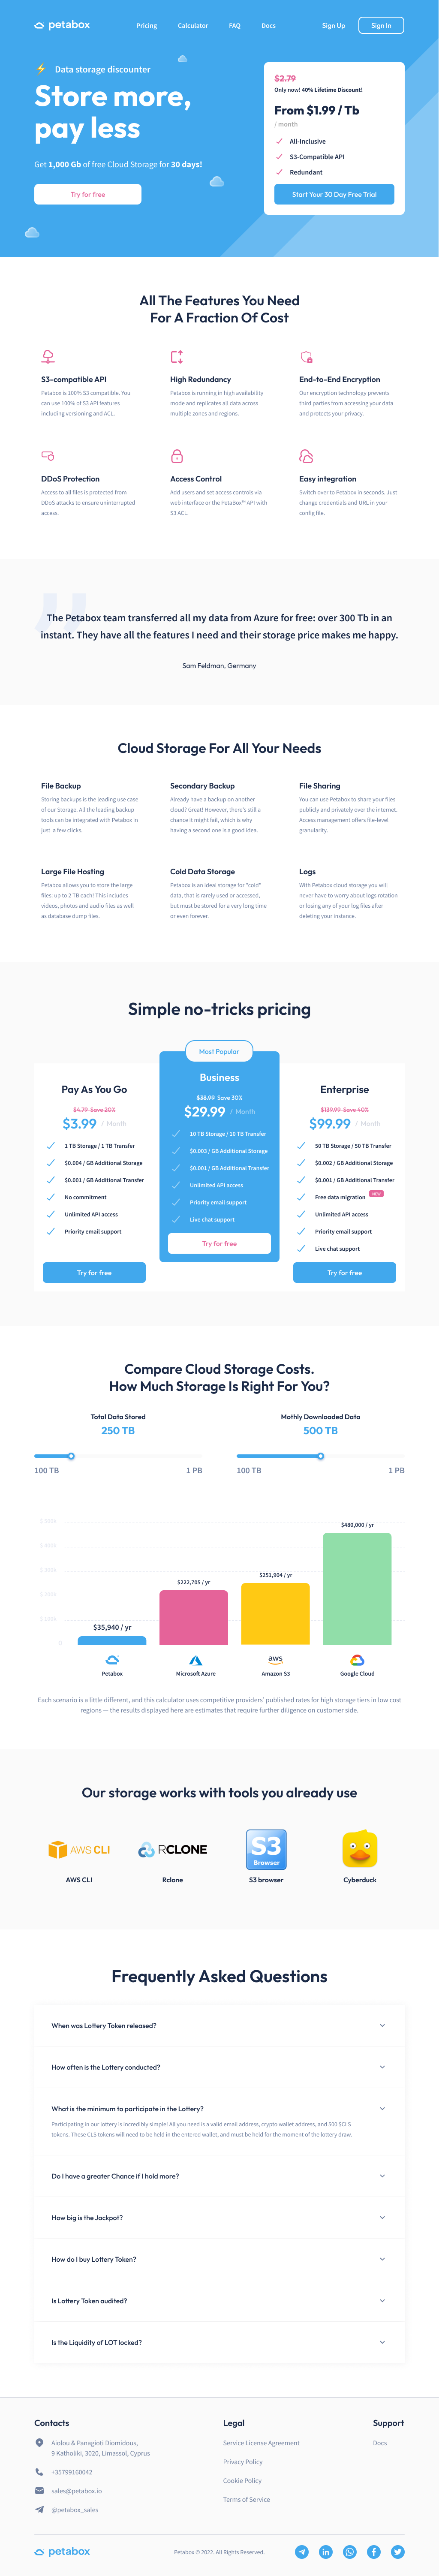 petabox
Pricing
Calculator
FAQ
Docs
Sign Up
Sign In
Data storage discounter
Store more,
pay less
Get 1,000 Gb of free Cloud Storage for 30 days!
Try for free
$2.79
Only now! 40% Lifetime Discount!
From $1.99 / Tb
/ month
All-Inclusive
S3-Compatible API
Redundant
Start Your 30 Day Free Trial
All The Features You Need
For A Fraction Of Cost
S3-compatible API
Petabox is 100% S3 compatible. You
can use 100% of S3 API features
including versioning and ACL.
High Redundancy
Petabox is running in high availability
mode and replicates all data across
multiple zones and regions.
End-to-End Encryption
Our encryption technology prevents
third parties from accessing your data
and protects your privacy.
DDoS Protection
Access to all files is protected from
DDoS attacks to ensure uninterrupted
access.
Access Control
Add users and set access controls via
web interface or the PetaBox™ API with
S3 ACL.
Easy integration
Switch over to Petabox in seconds. Just
change credentials and URL in your
config file.
The Petabox team transferred all my data from Azure for free: over 300 Tb in an
instant. They have all the features I need and their storage price makes me happy.
Sam Feldman, Germany
Cloud Storage For All Your Needs
File Backup
Storing backups is the leading use case
of our Storage. All the leading backup
tools can be integrated with Petabox in
just a few clicks.
Secondary Backup
Already have a backup on another
cloud? Great! However, there's still a
chance it might fail, which is why
having a second one is a good idea.
File Sharing
You can use Petabox to share your files
publicly and privately over the internet.
Access management offers file-level
granularity.
Large File Hosting
Petabox allows you to store the large
files: up to 2 TB each! This includes
videos, photos and audio files as well
as database dump files.
Cold Data Storage
Petabox is an ideal storage for "cold"
data, that is rarely used or accessed,
but must be stored for a very long time
or even forever.
Logs
With Petabox cloud storage you will
never have to worry about logs rotation
or losing any of your log files after
deleting your instance.
Simple no-tricks pricing
Pay As You Go
$4.79 Save 20%
$3.99 / Month
1 TB Storage / 1 TB Transfer
$0.004 / GB Additional Storage
$0.001 / GB Additional Transfer
No commitment
Unlimited API access
Priority email support
Try for free
Most Popular
Business
$38.99 Save 30%
$29.99 / Month
10 TB Storage / 10 TB Transfer
$0.003 / GB Additional Storage
$0.001 / GB Additional Transfer
Unlimited API access
Priority email support
Live chat support
Try for free
Enterprise
$139.99 Save 40%
$99.99 / Month
50 TB Storage / 50 TB Transfer
$0.002 / GB Additional Storage
$0.001 / GB Additional Transfer
Free data migration NEW
Unlimited API access
Priority email support
Live chat support
Try for free
Compare Cloud Storage Costs.
How Much Storage Is Right For You?
Total Data Stored
250 TB
100 TB
1 PB
Mothly Downloaded Data
500 TB
100 TB
1 PB
$35,940 / yr
$222,705 / yr
$251,904 / yr
$480,000 / yr
Petabox
Microsoft Azure
aws
Amazon S3
Google Cloud
Each scenario is a little different, and this calculator uses competitive providers' published rates for high storage tiers in low cost
regions — the results displayed here are estimates that require further diligence on customer side.
Our storage works with tools you already use
AWS CLI
AWS CLI
RCLONE
Rclone
S3
Browser
S3 browser
Cyberduck
Frequently Asked Questions
When was Lottery Token released?
How often is the Lottery conducted?
What is the minimum to participate in the Lottery?
Participating in our lottery is incredibly simple! All you need is a valid email address, crypto wallet address, and 500 $CLS
tokens. These CLS tokens will need to be held in the entered wallet, and must be held for the moment of the lottery draw.
Do I have a greater Chance if I hold more?
How big is the Jackpot?
How do I buy Lottery Token?
Is Lottery Token audited?
Is the Liquidity of LOT locked?
Contacts
Aiolou & Panagioti Diomidous,
9 Katholiki, 3020, Limassol, Cyprus
+35799160042
sales@petabox.io
@petabox_sales
Legal
Service License Agreement
Privacy Policy
Cookie Policy
Terms of Service
Support
Docs
petabox
Petabox © 2022. All Rights Reserved.